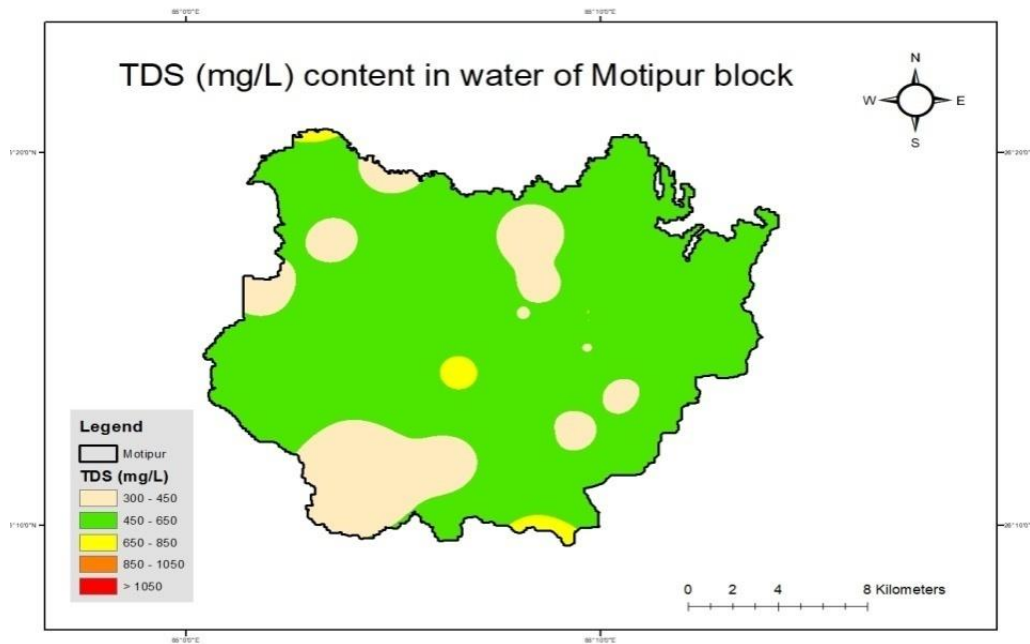 TDS (mg/L) content in water of Motipur block
N
W E
S
Legend
Motipur
TDS (mg/L)
300 - 450
450 - 650
650 - 850
850 - 1050
> 1050
0 2 4 8 Kilometers